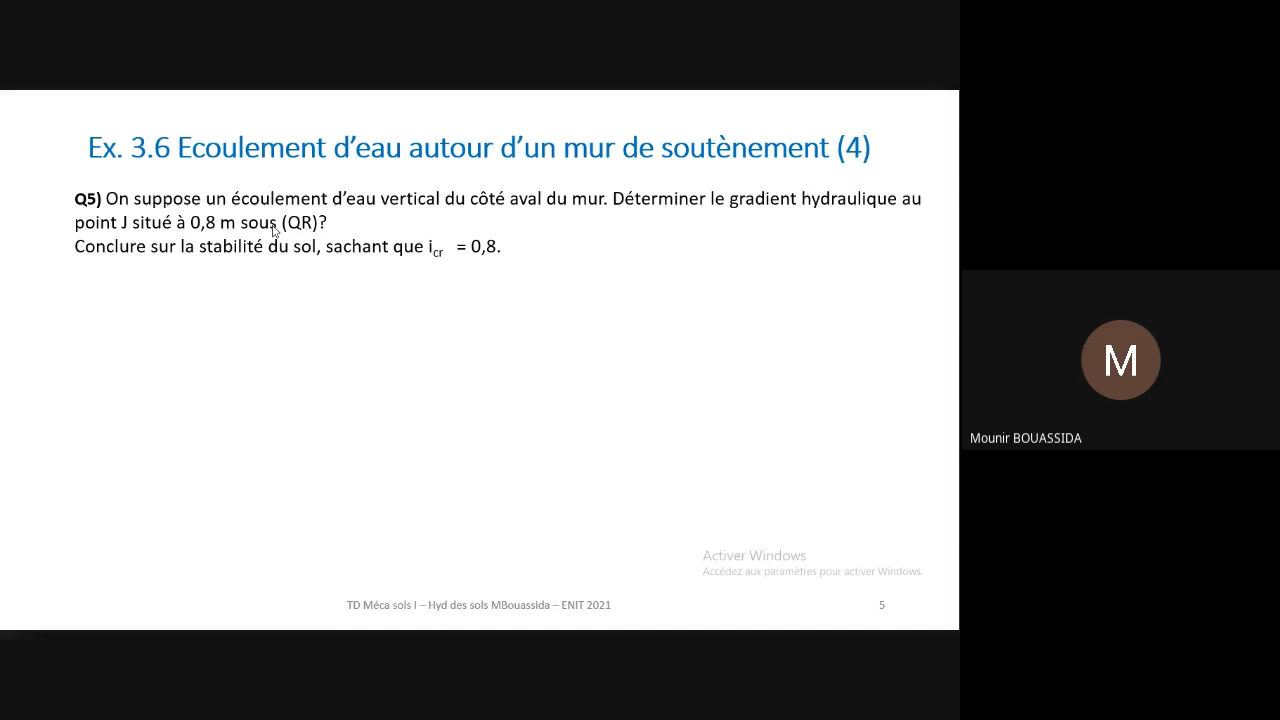 Ex. 3.6 Ecoulement d’eau autour d’un mur de soutènement (4)
Q5) On suppose un écoulement d’eau vertical du côté aval du mur. Déterminer le gradient hydraulique au
point J situé à 0,8 m sous (QR)?
Conclure sur la stabilité du sol, sachant que icr = 0,8.
M
Mounir BOUASSIDA
Activer Windows
Accédez aux paramètres pour activer Windows.
TD Méca sols I – Hyd des sols MBouassida – ENIT 2021
5